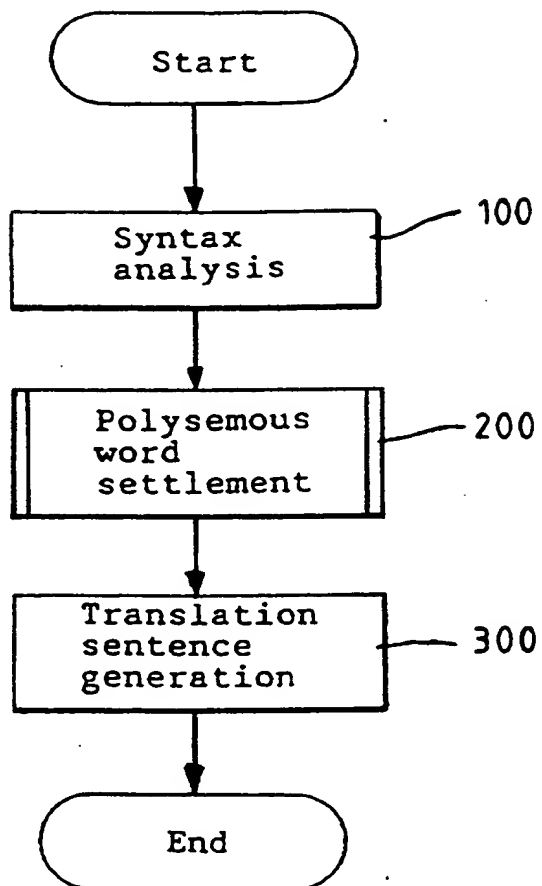 Start
Syntax
analysis
100
Polysemous
word
settlement
200
Translation
sentence
generation
300
End